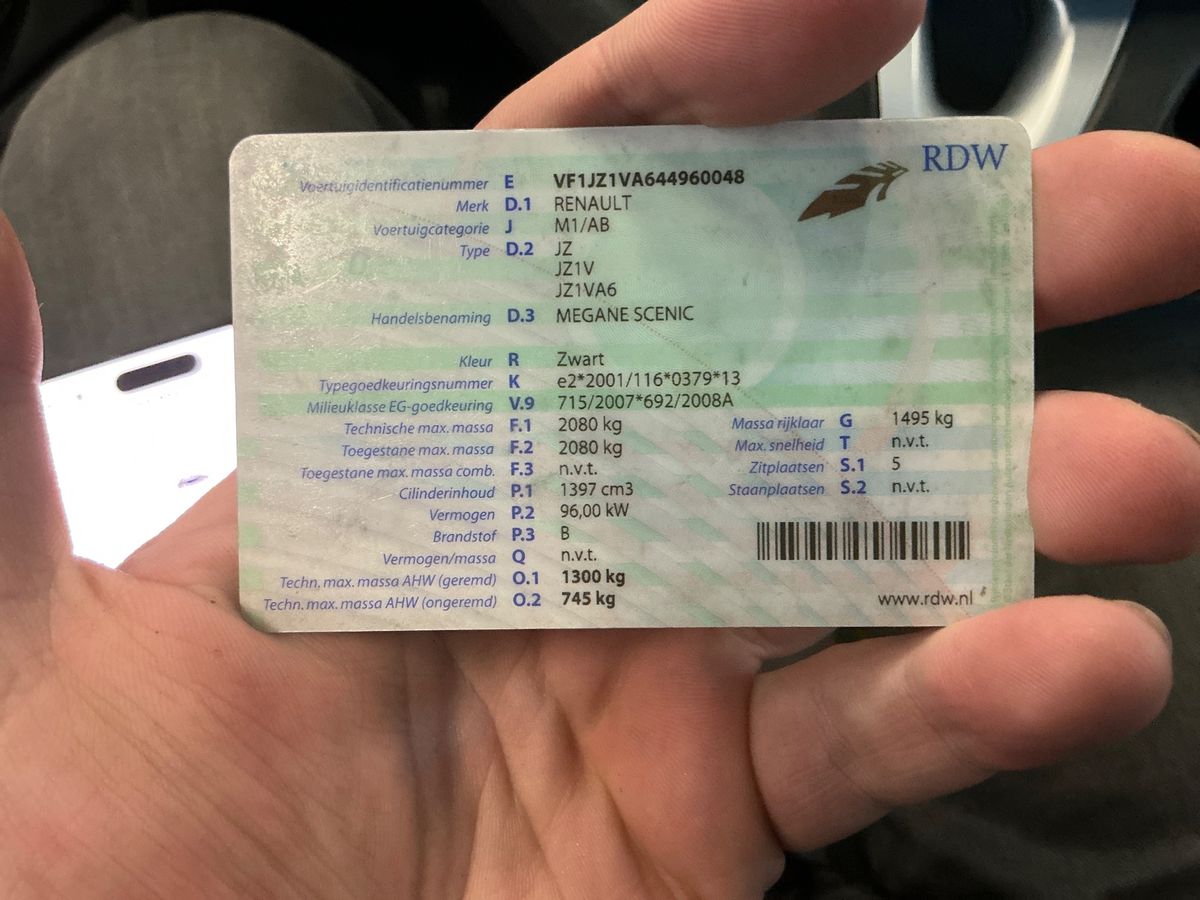 RDW
Voertuigidentificatienummer E VF1JZ1VA644960048
Merk D.1 RENAULT
Voertuigcategorie J M1/AB
Type D.2 JZ
JZ1V
JZ1VA6
Handelsbenaming D.3 MEGANE SCENIC
Kleur R Zwart
Typegoedkeuringsnummer K e2*2001/116*0379*13
Milieuklasse EG-goedkeuring V.9 715/2007*692/2008A
Technische max. massa F.1 2080 kg
Toegestane max. massa F.2 2080 kg
Toegestane max. massa comb. F.3 n.v.t.
Cilinderinhoud P.1 1397 cm3
Vermogen P.2 96,00 kW
Brandstof P.3 B
Vermogen/massa Q n.v.t.
Techn. max. massa AHW (geremd) O.1 1300 kg
Techn. max. massa AHW (ongeremd) O.2 745 kg
Massa rijklaar G 1495 kg
Max. snelheid T n.v.t.
Zitplaatsen S.1 5
Staanplaatsen S.2 n.v.t.
www.rdw.nl